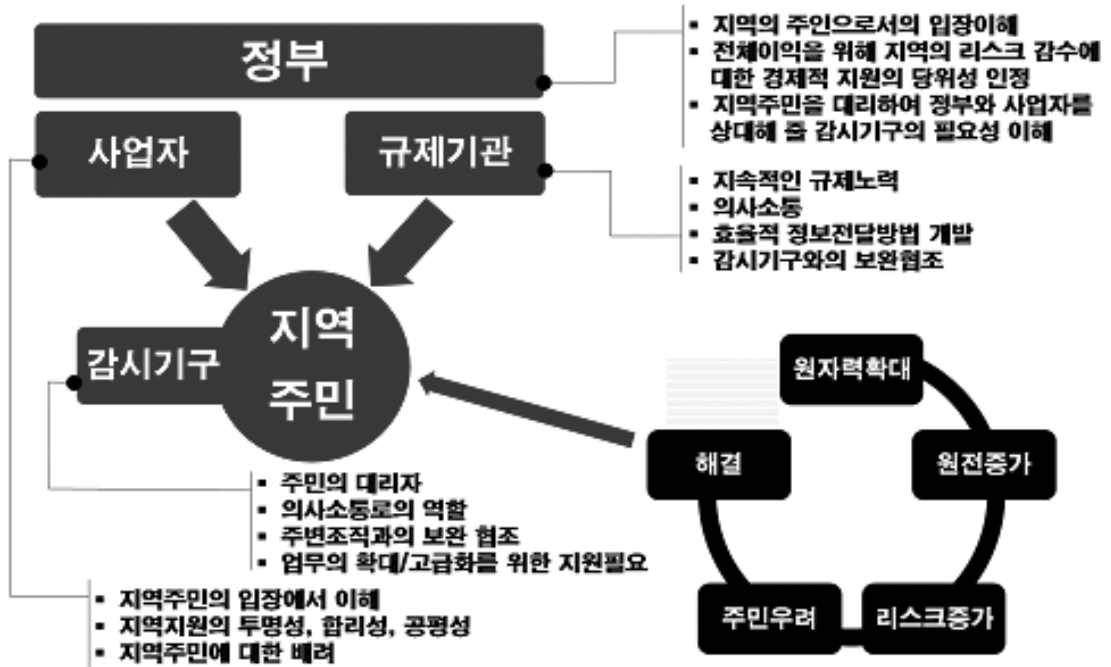 정부
▪ 지역의 주인으로서의 입장이해
▪ 전체이익을 위해 지역의 리스크 감수에
대한 경제적 지원의 당위성 인정
▪ 지역주민을 대리하여 정부와 사업자를
상대해 줄 감시기구의 필요성 이해
사업자
규제기관
▪ 지속적인 규제노력
▪ 의사소통
▪ 효율적 정보전달방법 개발
▪ 감시기구와의 보완협조
지역
주민
감시기구
▪ 주민의 대리자
▪ 의사소통로의 역할
▪ 주변조직과의 보완 협조
▪ 업무의 확대/고급화를 위한 지원필요
▪ 지역주민의 입장에서 이해
▪ 지역지원의 투명성, 합리성, 공평성
▪ 지역주민에 대한 배려
원자력확대
원전증가
리스크증가
주민우려
해결